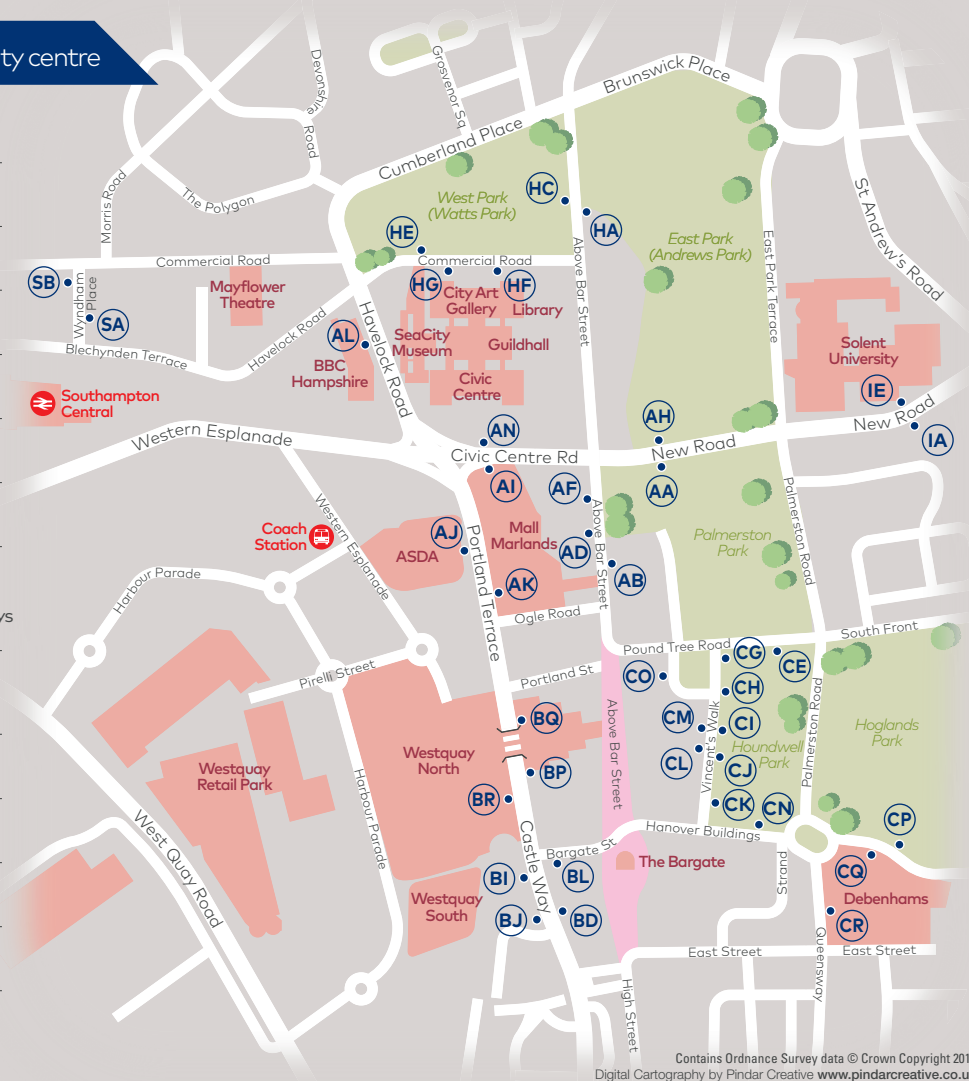 ty centre
Devonshire
Road
Grosvenor Sq
Brunswick Place
Cumberland Place
Morris Road
The Polygon
West Park
(Watts Park)
HC
HA
HE
East Park
(Andrews Park)
East Park Terrace
St Andrew's Road
Commercial Road
Commercial Road
Above Bar Street
SB
Wyndham
Place
SA
Mayflower
Theatre
HG
HF
City Art
Gallery
Library
AL
SeaCity
Museum
Guildhall
Solent
University
Havelock Road
Havelock Road
Blechynden Terrace
BBC
Hampshire
Civic
Centre
IE
Southampton
Central
New Road
IA
AH
AN
Western Esplanade
Civic Centre Rd
New Road
AI
AF
AA
Western Esplanade
Coach
Station
AJ
ASDA
Portland Terrace
Mall
Marlands
AD
Above Bar Street
AB
Palmerston
Park
Palmerston Road
Harbour Parade
AK
Ogle Road
ys
South Front
Pound Tree Road
CG
CE
Portland St
CO
CH
Pirelli Street
BQ
CM
CI
Above Bar Street
Vincent's Walk
Houndwell
Park
Palmerston Road
Hoglands
Park
Westquay
North
BP
CL
CJ
Westquay
Retail Park
BR
CK
CN
Harbour Parade
Hanover Buildings
CP
West Quay Road
Castle Way
Bargate St
The Bargate
BI
BL
Strand
CQ
Debenhams
Westquay
South
BJ
BD
CR
East Street
East Street
Queensway
High Street
Contains Ordnance Survey data © Crown Copyright 201
Digital Cartography by Pindar Creative www.pindarcreative.co.u